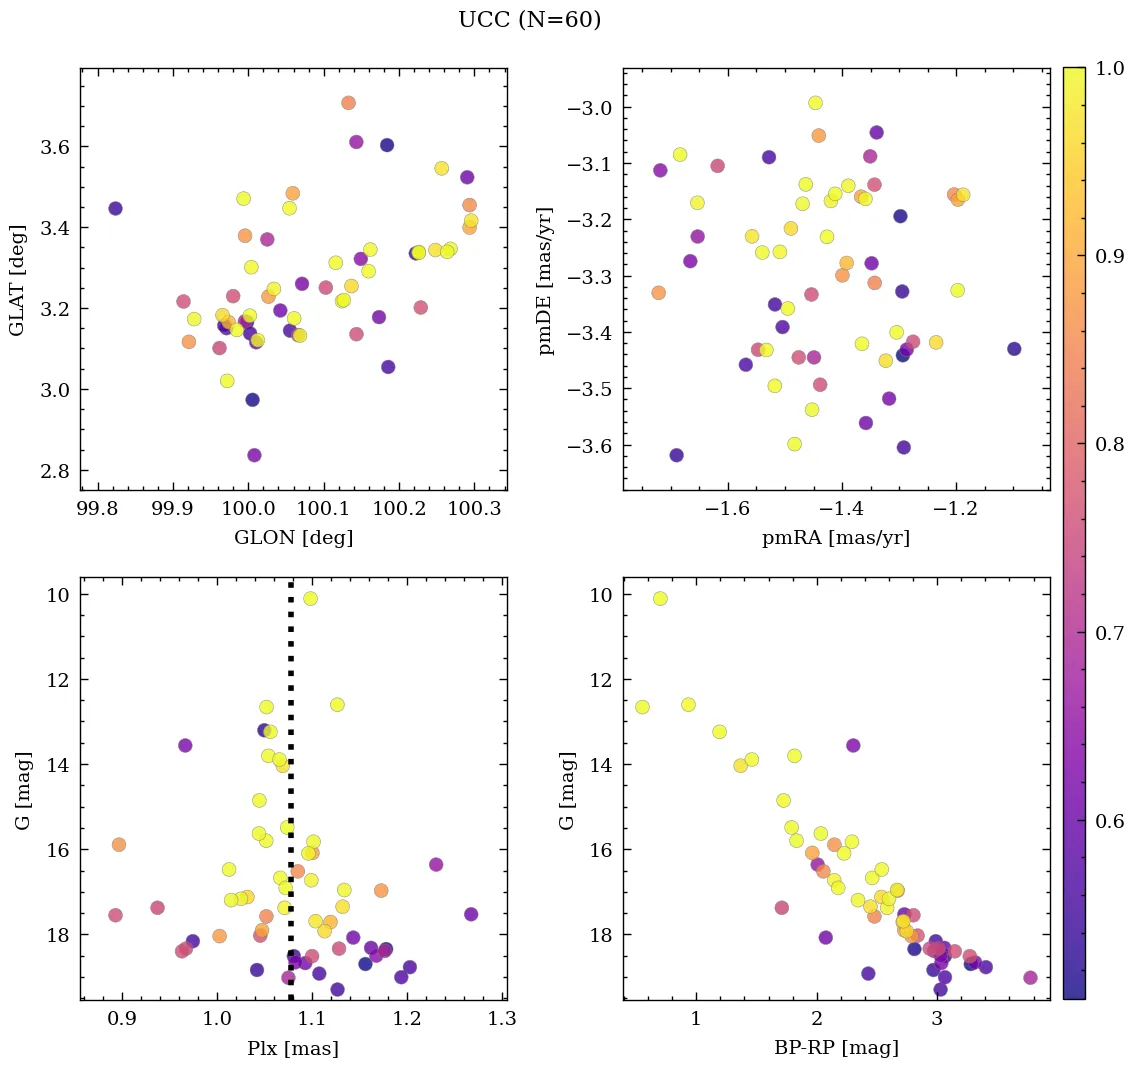 UCC (N=60)
3.6
3.4
3.2
3.0
2.8
GLAT [deg]
99.8 99.9 100.0 100.1 100.2 100.3
GLON [deg]
−3.0
−3.1
−3.2
−3.3
−3.4
−3.5
−3.6
pmDE [mas/yr]
−1.6 −1.4 −1.2
pmRA [mas/yr]
10
12
14
16
18
G [mag]
0.9 1.0 1.1 1.2 1.3
Plx [mas]
10
12
14
16
18
G [mag]
1 2 3
BP-RP [mag]
1.0
0.9
0.8
0.7
0.6